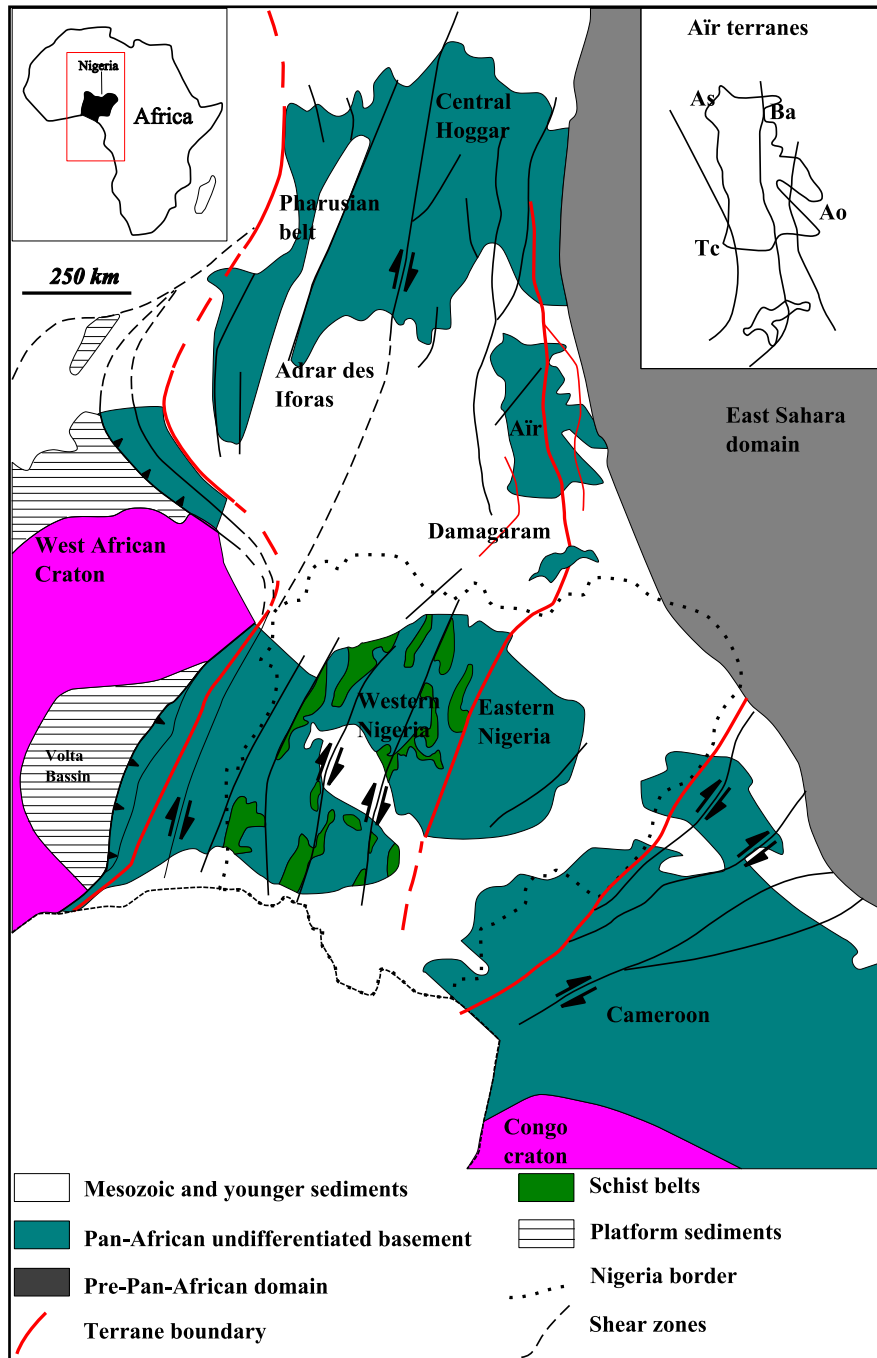 Nigeria
Africa
Aïr terranes
As
Ba
Ao
Tc
Central
Hoggar
Pharusian
belt
250 km
Adrar des
Iforas
Aïr
East Sahara
domain
Damagaram
West African
Craton
Western
Nigeria
Eastern
Nigeria
Volta
Bassin
Cameroon
Congo
craton
Mesozoic and younger sediments
Pan-African undifferentiated basement
Pre-Pan-African domain
Terrane boundary
Schist belts
Platform sediments
Nigeria border
Shear zones